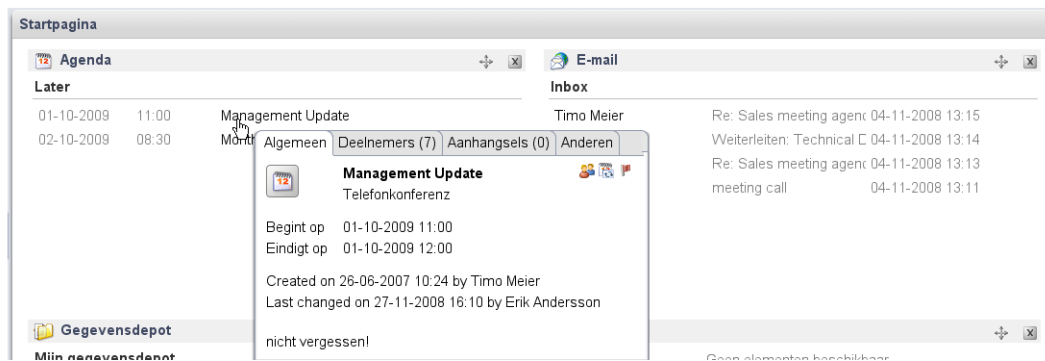 Startpagina
Agenda
E-mail
Later
Inbox
01-10-2009 11:00 Management Update
Timo Meier Re: Sales meeting agenc 04-11-2008 13:15
02-10-2009 08:30 Month
Weiterleiten: Technical D 04-11-2008 13:14
Re: Sales meeting agenc 04-11-2008 13:13
meeting call 04-11-2008 13:11
Algemeen Deelnemers (7) Aanhangsels (0) Anderen
Management Update
Telefonkonferenz
Begint op 01-10-2009 11:00
Eindigt op 01-10-2009 12:00
Created on 26-06-2007 10:24 by Timo Meier
Last changed on 27-11-2008 16:10 by Erik Andersson
nicht vergessen!
Gegevensdepot
Mijn gegevensdepot
Geen elementen beschikbaar